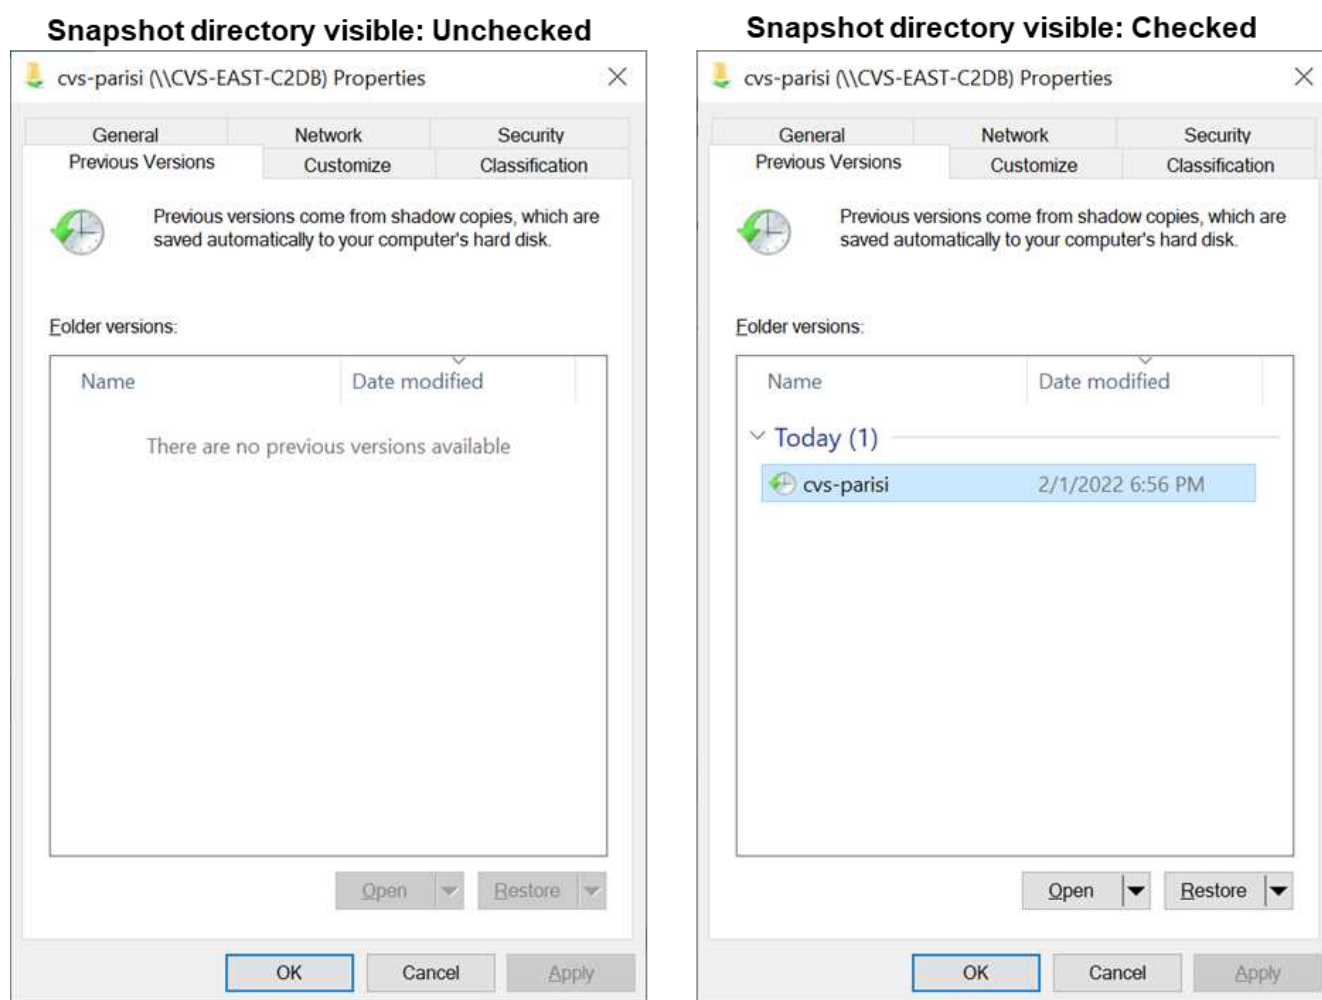 Snapshot directory visible: Unchecked
cvs-parisi (\\CVS-EAST-C2DB) Properties
General Network Security
Previous Versions Customize Classification
Previous versions come from shadow copies, which are
saved automatically to your computer's hard disk.
Folder versions:
Name Date modified
There are no previous versions available
Open Restore
OK Cancel Apply
Snapshot directory visible: Checked
cvs-parisi (\\CVS-EAST-C2DB) Properties
General Network Security
Previous Versions Customize Classification
Previous versions come from shadow copies, which are
saved automatically to your computer's hard disk.
Folder versions:
Name Date modified
Today (1)
cvs-parisi 2/1/2022 6:56 PM
Open Restore
OK Cancel Apply